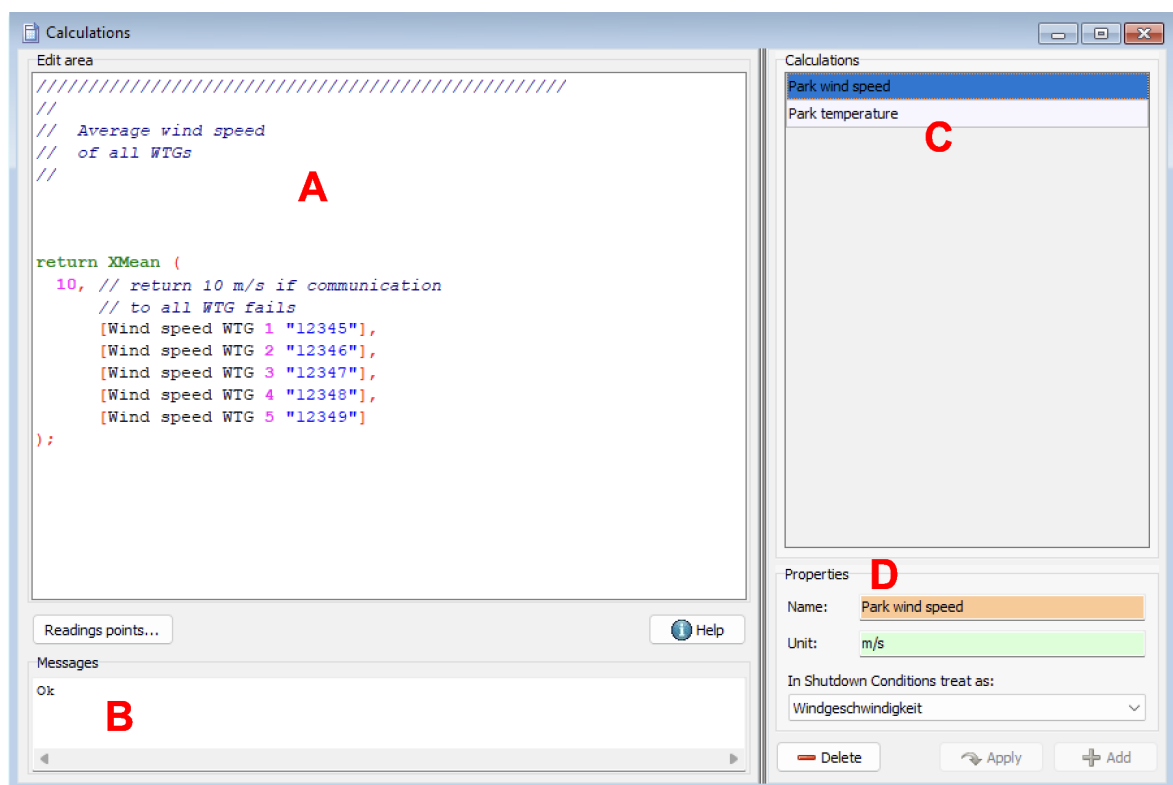 Calculations
Edit area
///////////////////////////////////////////////////
//
//  Average wind speed
//  of all WTGs
//
A
return XMean (
10, // return 10 m/s if communication
// to all WTG fails
[Wind speed WTG 1 "12345"],
[Wind speed WTG 2 "12346"],
[Wind speed WTG 3 "12347"],
[Wind speed WTG 4 "12348"],
[Wind speed WTG 5 "12349"]
);
Readings points...
Help
Messages
Ok
B
Calculations
Park wind speed
Park temperature
C
Properties
D
Name: Park wind speed
Unit: m/s
In Shutdown Conditions treat as:
Windgeschwindigkeit
Delete
Apply
Add